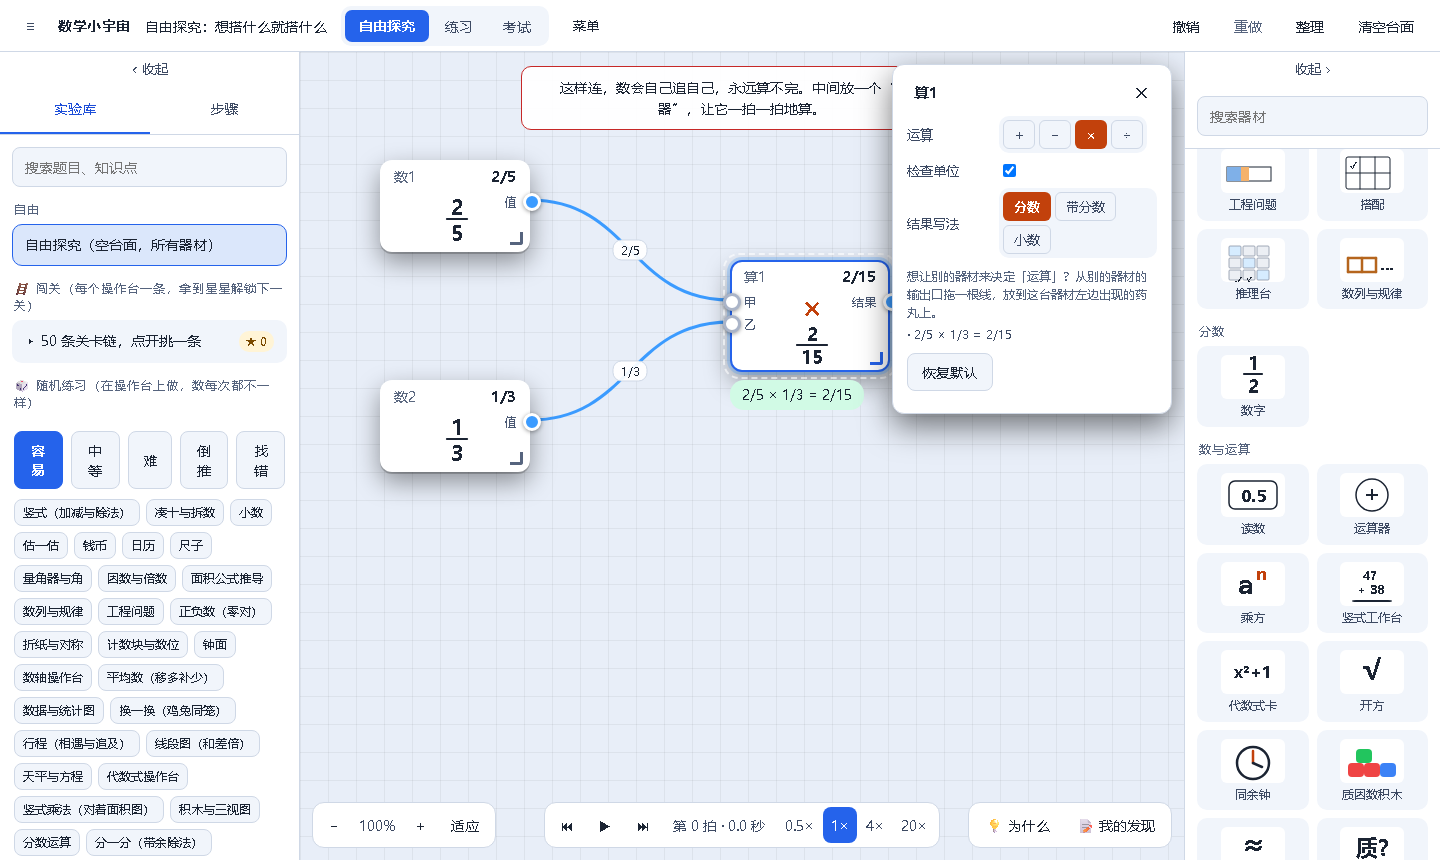 ≡ 数学小宇宙 自由探究：想搭什么就搭什么 自由探究 练习 考试 菜单 撤销 重做 整理 清空台面
‹ 收起
实验库 步骤
搜索题目、知识点
自由
自由探究（空台面，所有器材）
闯关（每个操作台一条，拿到星星解锁下一
关）
▸ 50 条关卡链，点开挑一条 ★ 0
随机练习（在操作台上做，数每次都不一
样）
容易 中等 难 倒推 找错
竖式（加减与除法） 凑十与拆数 小数
估一估 钱币 日历 尺子
量角器与角 因数与倍数 面积公式推导
数列与规律 工程问题 正负数（零对）
折纸与对称 计数块与数位 钟面
数轴操作台 平均数（移多补少）
数据与统计图 换一换（鸡兔同笼）
行程（相遇与追及） 线段图（和差倍）
天平与方程 代数式操作台
竖式乘法（对着面积图） 积木与三视图
分数运算 分一分（带余除法）
这样连，数会自己追自己，永远算不完。中间放一个
器”，让它一拍一拍地算。
数1 2/5
值
2
5
2/5
数2 1/3
值
1
3
1/3
算1 2/15
甲 结果
乙
×
2
15
2/5 × 1/3 = 2/15
算1 ×
运算 + − × ÷
检查单位
结果写法 分数 带分数
小数
想让别的器材来决定「运算」？从别的器材的
输出口拖一根线，放到这台器材左边出现的药
丸上。
· 2/5 × 1/3 = 2/15
恢复默认
− 100% + 适应
第 0 拍 · 0.0 秒 0.5× 1× 4× 20×
为什么 我的发现
收起 ›
搜索器材
工程问题 搭配
推理台 数列与规律
分数
1
2
数字
数与运算
0.5 +
读数 运算器
aⁿ 47
+ 38
乘方 竖式工作台
x²+1 √
代数式卡 开方
同余钟 质因数积木
≈ 质?